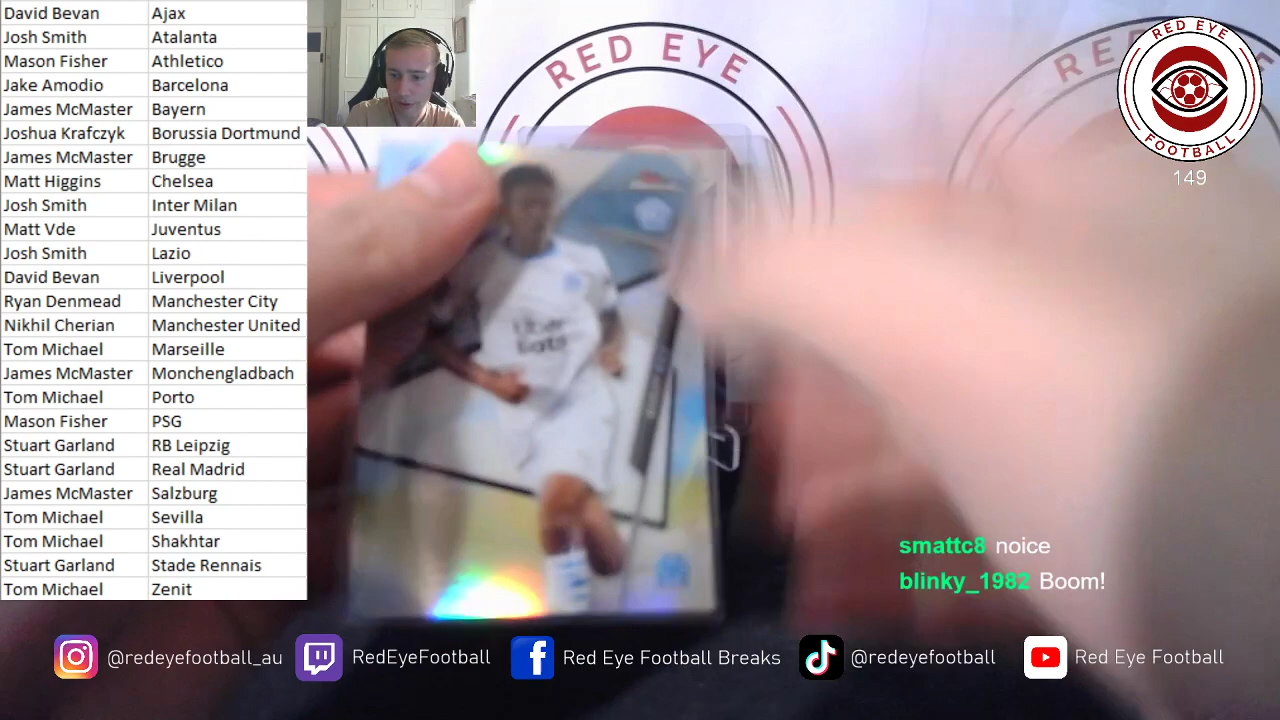 David Bevan Ajax
Josh Smith Atalanta
Mason Fisher Athletico
Jake Amodio Barcelona
James McMaster Bayern
Joshua Krafczyk Borussia Dortmund
James McMaster Brugge
Matt Higgins Chelsea
Josh Smith Inter Milan
Matt Vde Juventus
Josh Smith Lazio
David Bevan Liverpool
Ryan Denmead Manchester City
Nikhil Cherian Manchester United
Tom Michael Marseille
James McMaster Monchengladbach
Tom Michael Porto
Mason Fisher PSG
Stuart Garland RB Leipzig
Stuart Garland Real Madrid
James McMaster Salzburg
Tom Michael Sevilla
Tom Michael Shakhtar
Stuart Garland Stade Rennais
Tom Michael Zenit
RED EYE
RED EYE
FOOTBALL
149
Uber
Eats
smattc8 noice
blinky_1982 Boom!
@redeyefootball_au
RedEyeFootball
Red Eye Football Breaks
@redeyefootball
Red Eye Football